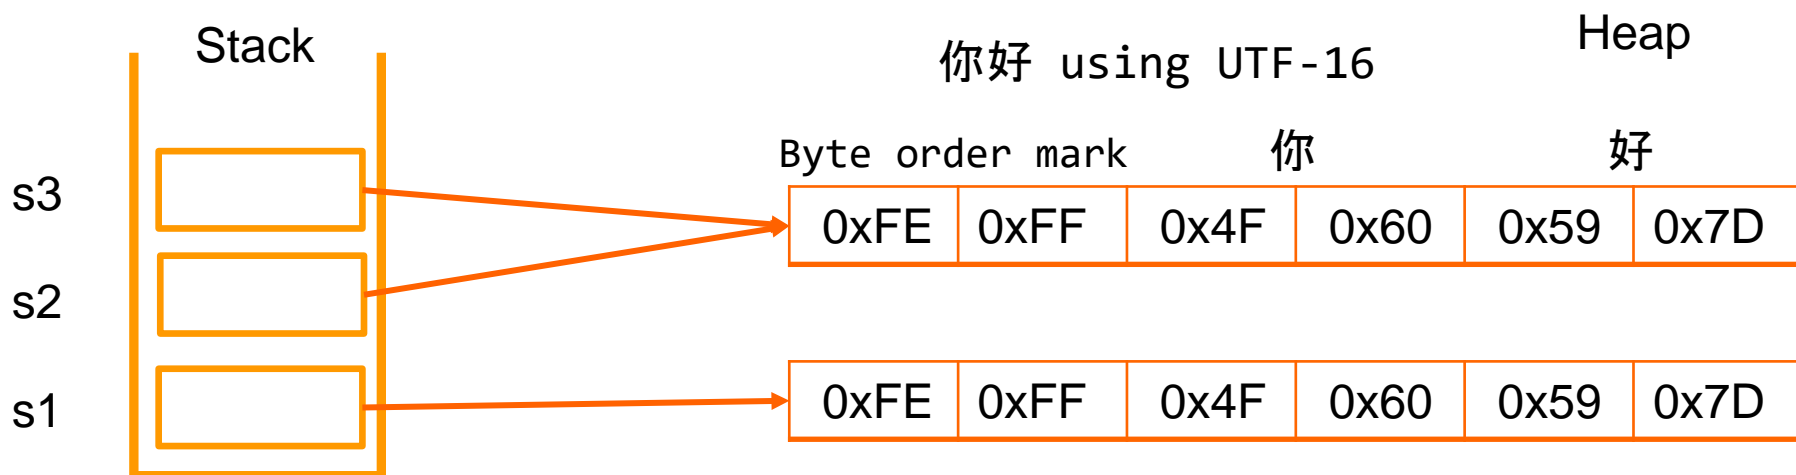 Stack
Heap
你好 using UTF-16
Byte order mark 你 好
s3
0xFE 0xFF 0x4F 0x60 0x59 0x7D
s2
s1
0xFE 0xFF 0x4F 0x60 0x59 0x7D